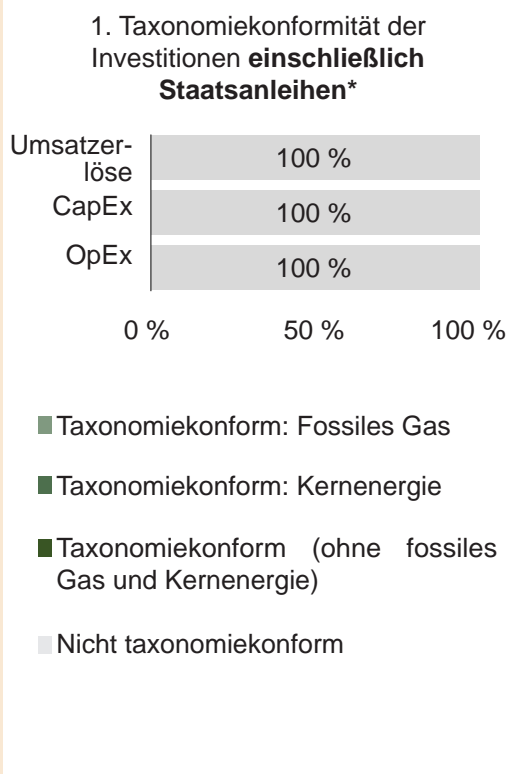 1. Taxonomiekonformität der
Investitionen einschließlich
Staatsanleihen*
Umsatzer-
löse
100 %
CapEx
100 %
OpEx
100 %
0 % 50 % 100 %
Taxonomiekonform: Fossiles Gas
Taxonomiekonform: Kernenergie
Taxonomiekonform (ohne fossiles
Gas und Kernenergie)
Nicht taxonomiekonform